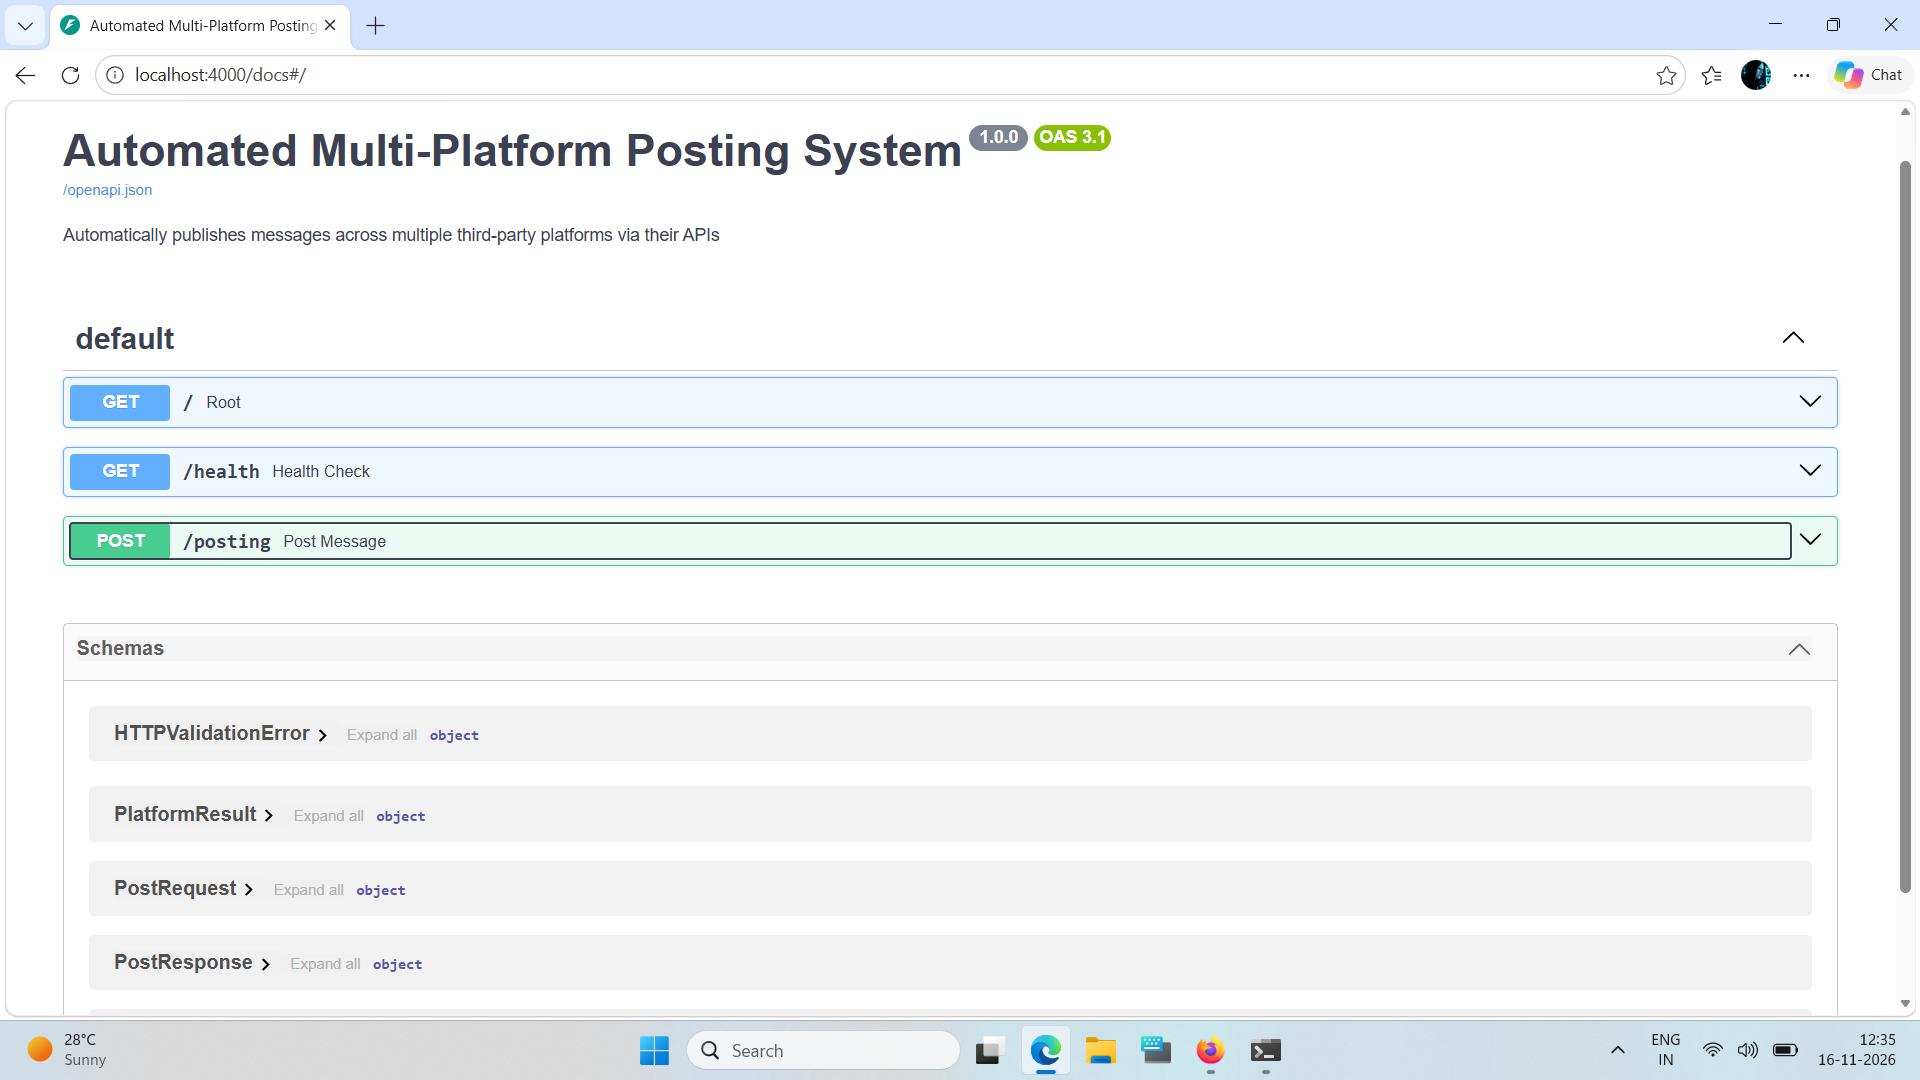 Automated Multi-Platform Posting
localhost:4000/docs#/
Chat
Automated Multi-Platform Posting System 1.0.0 OAS 3.1
/openapi.json
Automatically publishes messages across multiple third-party platforms via their APIs
default
GET / Root
GET /health Health Check
POST /posting Post Message
Schemas
HTTPValidationError Expand all object
PlatformResult Expand all object
PostRequest Expand all object
PostResponse Expand all object
28°C
Sunny
Search
ENG
IN
12:35
16-11-2026